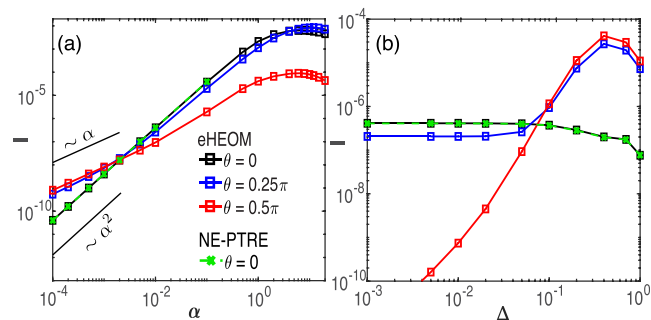 (a)
I
10^-5
10^-10
~ α
~ α^2
eHEOM
θ = 0
θ = 0.25π
θ = 0.5π
NE-PTRE
θ = 0
10^-4
10^-2
10^0
α
(b)
I
10^-4
10^-6
10^-8
10^-10
10^-3
10^-2
10^-1
10^0
Δ